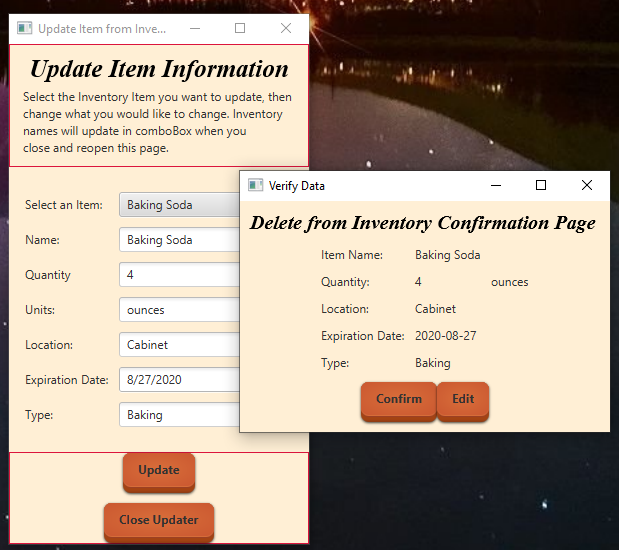 Update Item from Inve...
Update Item Information
Select the Inventory Item you want to update, then
change what you would like to change. Inventory
names will update in comboBox when you
close and reopen this page.
Select an Item: Baking Soda
Name: Baking Soda
Quantity 4
Units: ounces
Location: Cabinet
Expiration Date: 8/27/2020
Type: Baking
Update
Close Updater
Verify Data
Delete from Inventory Confirmation Page
Item Name: Baking Soda
Quantity: 4 ounces
Location: Cabinet
Expiration Date: 2020-08-27
Type: Baking
Confirm Edit